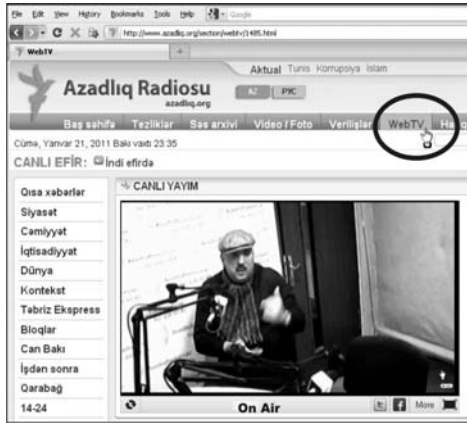 File Edit View History Bookmarks Tools Help Google
http://www.azadliq.org/section/webtv/1485.html
WebTV
Aktual Tunis Korrupsiya İslam
Azadlıq Radiosu
azadliq.org
AZ РУС
Baş səhifə Tezliklər Səs arxivi Video / Foto Verilişlər WebTV
Cümə, Yanvar 21, 2011 Bakı vaxtı 23:35
CANLI EFİR: İndi efirdə
Qısa xəbərlər
Siyasət
Cəmiyyət
İqtisadiyyat
Dünya
Kontekst
Təbriz Ekspress
Bloqlar
Can Bakı
İşdən sonra
Qarabağ
14-24
CANLI YAYIM
On Air
More